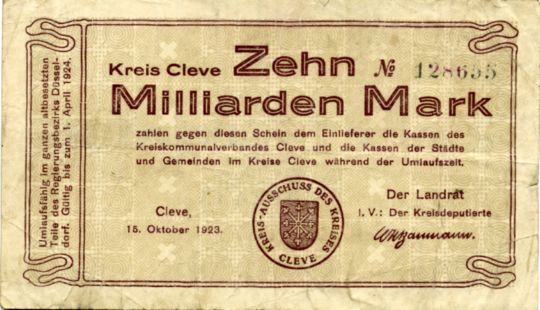 Umlaufsfähig im ganzen altbesetzten
Teile des Regierungsbezirks Düssel-
dorf. Gültig bis zum 1. April 1924.
Kreis Cleve Zehn № 128655
Milliarden Mark
zahlen gegen diesen Schein dem Einlieferer die Kassen des
Kreiskommunalverbandes Cleve und die Kassen der Städte
und Gemeinden im Kreise Cleve während der Umlaufszeit.
Cleve,
15. Oktober 1923.
KREIS-AUSSCHUSS DES KREISES
CLEVE
Der Landrat
I. V.: Der Kreisdeputierte